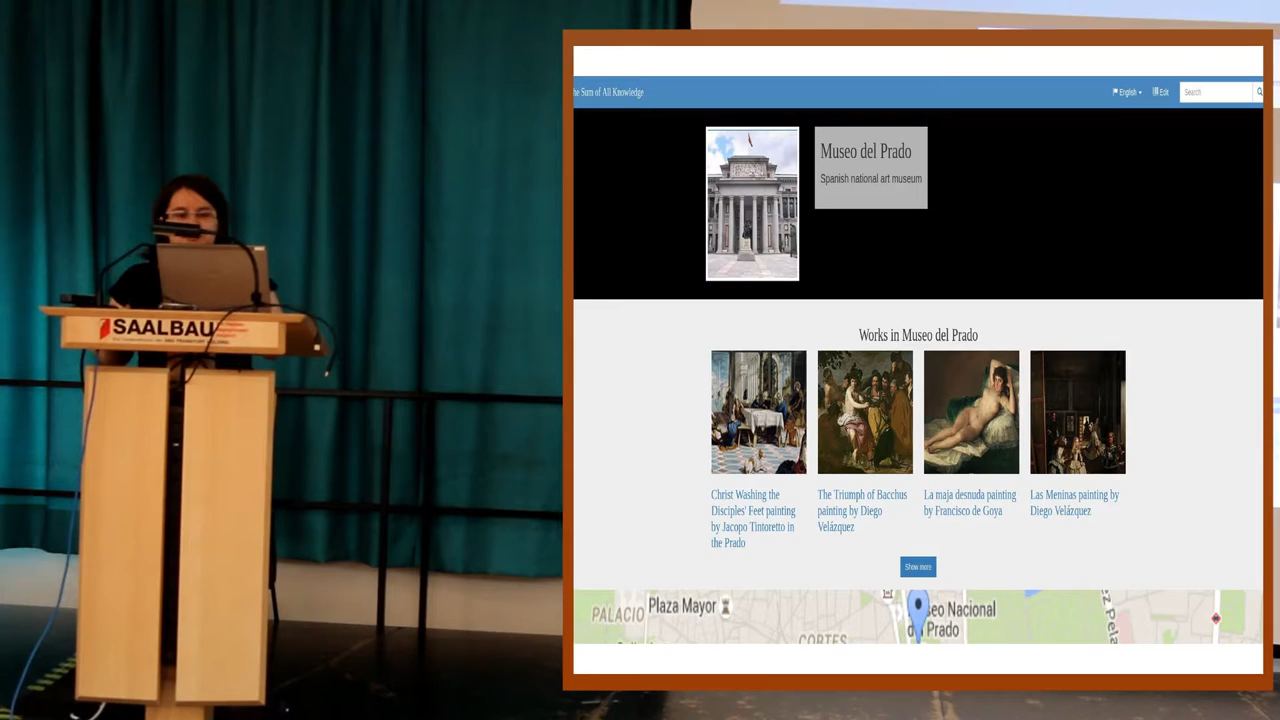 he Sum of All Knowledge
English
Edit
Search
Museo del Prado
Spanish national art museum
SAALBAU
Works in Museo del Prado
Christ Washing the
Disciples' Feet painting
by Jacopo Tintoretto in
the Prado
The Triumph of Bacchus
painting by Diego
Velázquez
La maja desnuda painting
by Francisco de Goya
Las Meninas painting by
Diego Velázquez
Show more
PALACIO
Plaza Mayor
CORTES
seo Nacional
Prado